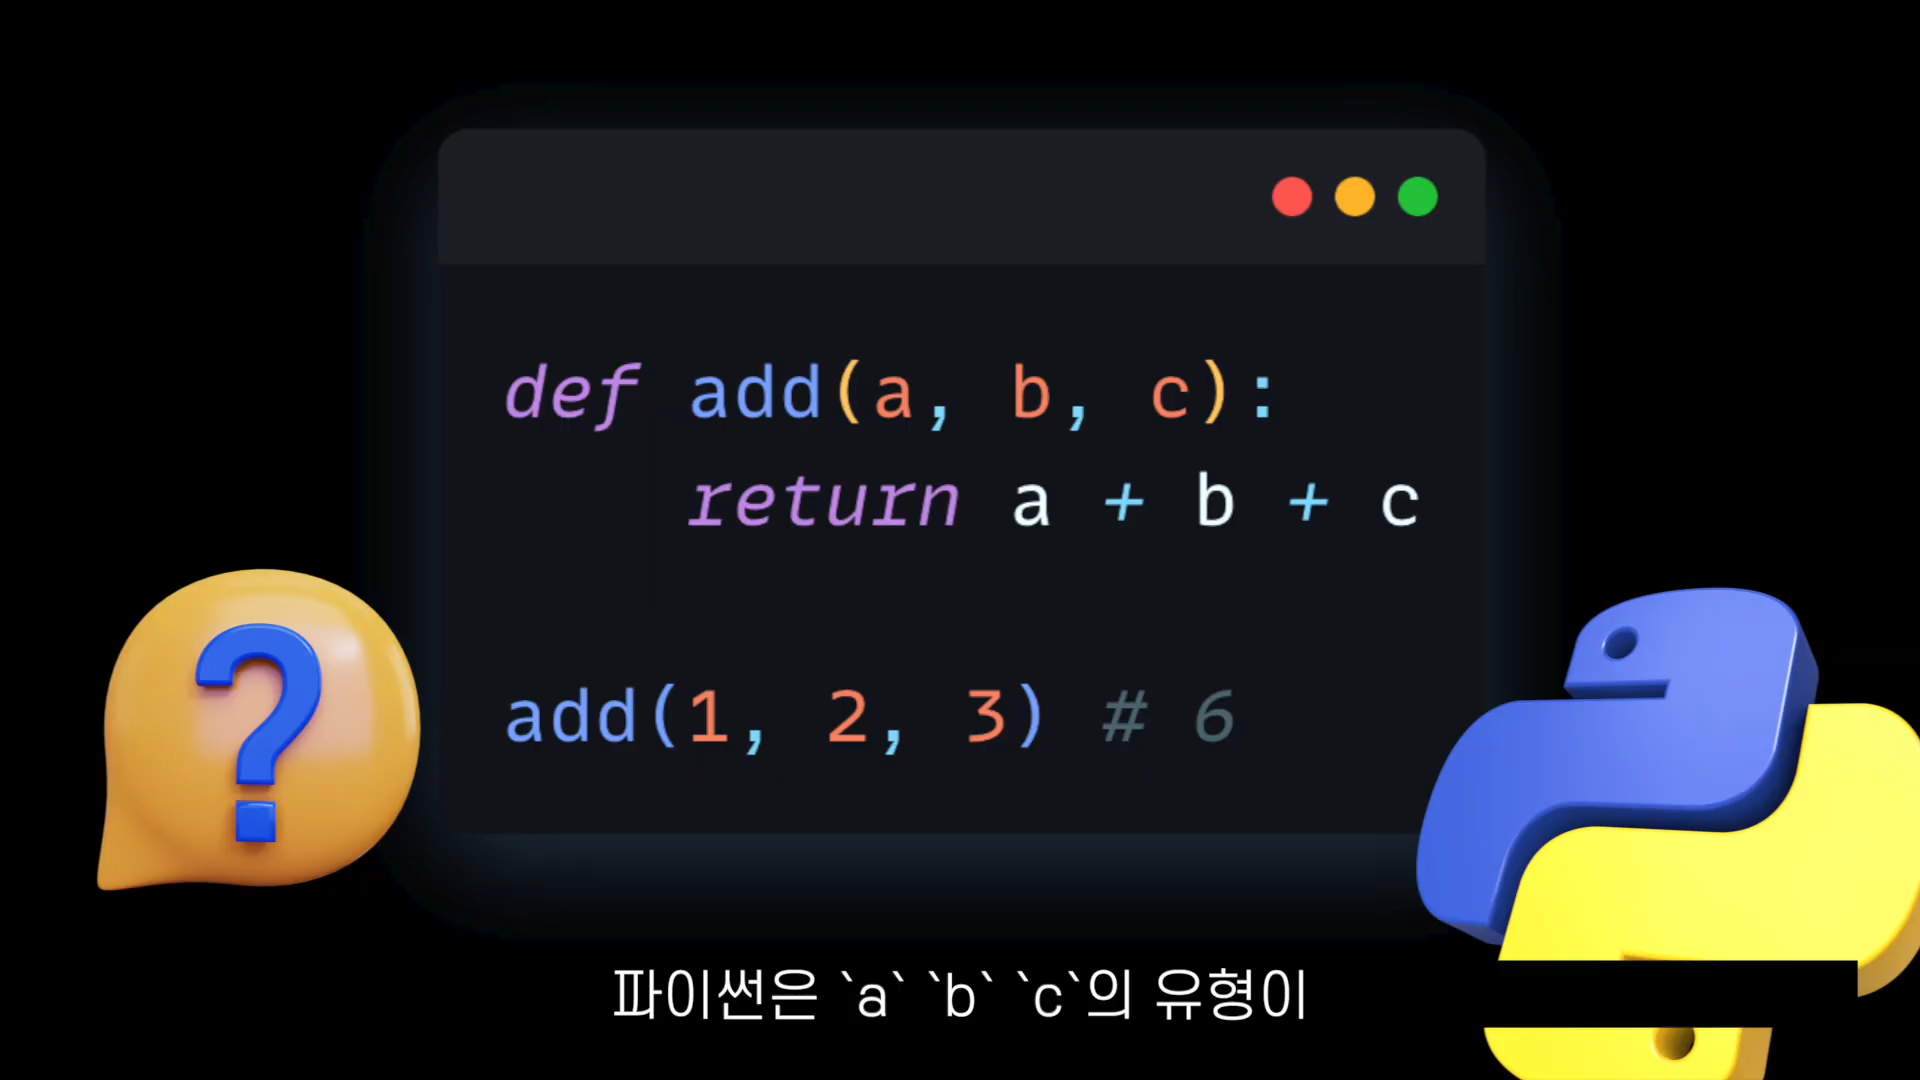 def add(a, b, c):
    return a + b + c
add(1, 2, 3) # 6
?
파이썬은 `a` `b` `c`의 유형이